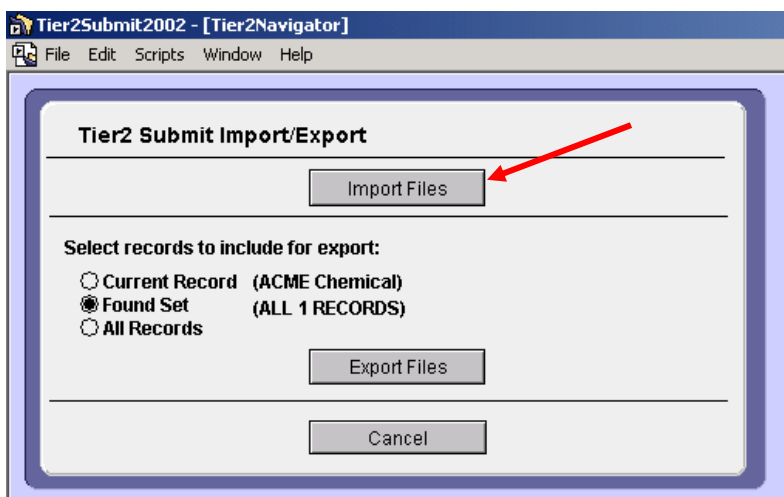 Tier2Submit2002 - [Tier2Navigator]
File Edit Scripts Window Help
Tier2 Submit Import/Export
Import Files
Select records to include for export:
Current Record (ACME Chemical)
Found Set (ALL 1 RECORDS)
All Records
Export Files
Cancel